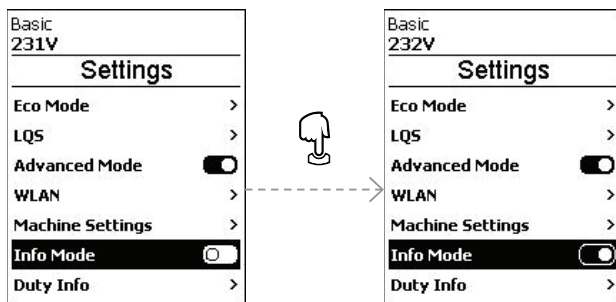 Basic
231V
Settings
Eco Mode >
LQS >
Advanced Mode
WLAN >
Machine Settings >
Info Mode
Duty Info >
Basic
232V
Settings
Eco Mode >
LQS >
Advanced Mode
WLAN >
Machine Settings >
Info Mode
Duty Info >